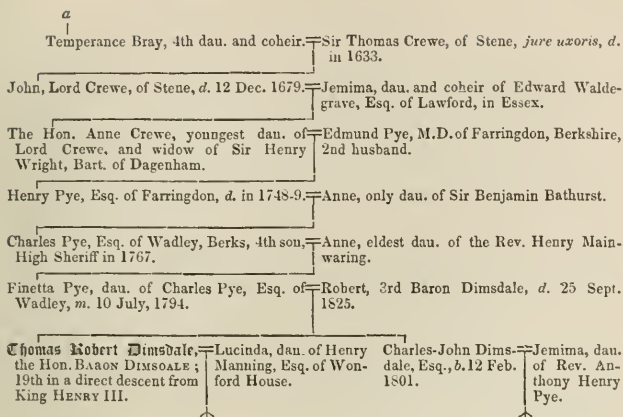 a
Temperance Bray, 4th dau. and coheir.=Sir Thomas Crewe, of Stene, jure uxoris, d.
in 1633.
John, Lord Crewe, of Stene, d. 12 Dec. 1679.=Jemima, dau. and coheir of Edward Walde-
grave, Esq. of Lawford, in Essex.
The Hon. Anne Crewe, youngest dau. of=Edmund Pye, M.D. of Farringdon, Berkshire,
Lord Crewe, and widow of Sir Henry 2nd husband.
Wright, Bart. of Dagenham.
Henry Pye, Esq. of Farringdon, d. in 1748-9.=Anne, only dau. of Sir Benjamin Bathurst.
Charles Pye, Esq. of Wadley, Berks, 4th son,=Anne, eldest dau. of the Rev. Henry Main-
High Sheriff in 1767. waring.
Finetta Pye, dau. of Charles Pye, Esq. of=Robert, 3rd Baron Dimsdale, d. 25 Sept.
Wadley, m. 10 July, 1794. 1825.
Thomas Robert Dimsdale,=Lucinda, dau. of Henry Charles-John Dims-=Jemima, dau.
the Hon. BARON DIMSDALE; Manning, Esq. of Won- dale, Esq., b. 12 Feb. of Rev. An-
19th in a direct descent from ford House. 1801. thony Henry
King HENRY III. Pye.